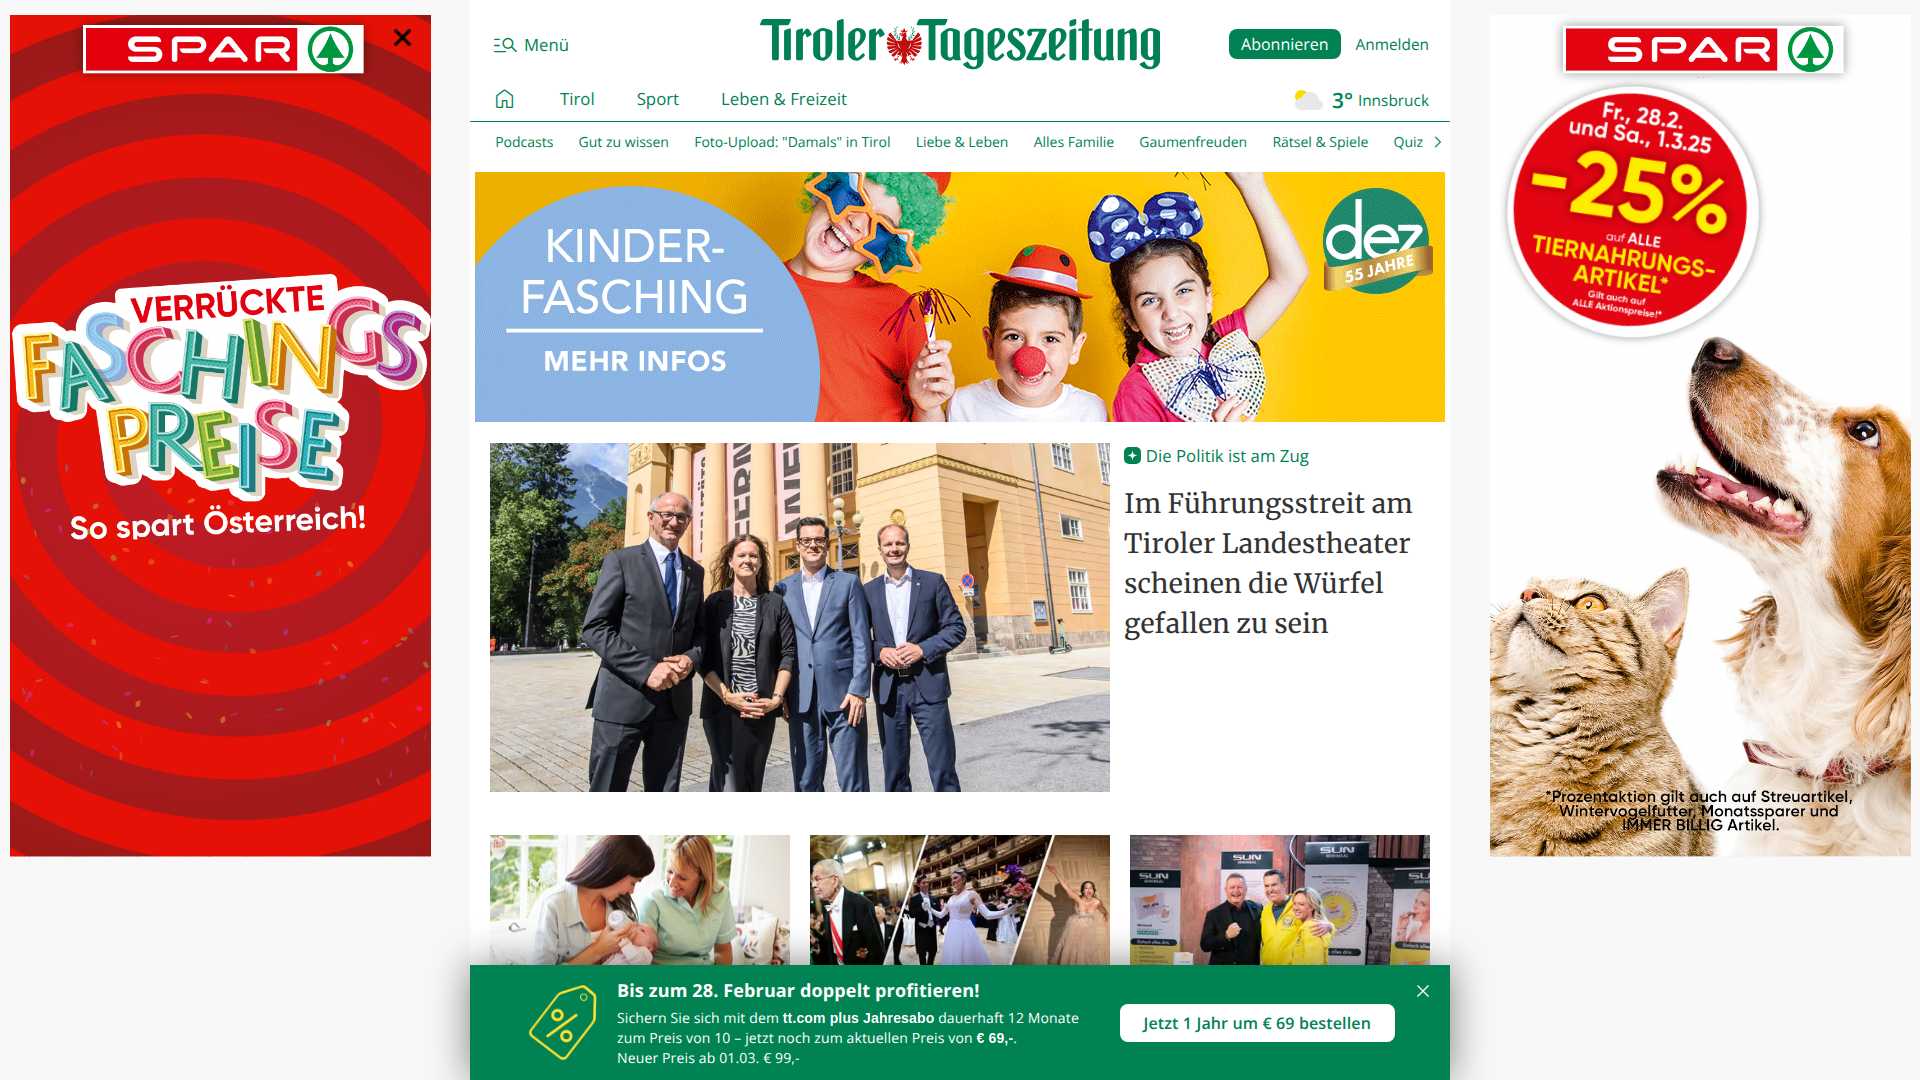 SPAR
VERRÜCKTE
FASCHINGS
PREISE
So spart Österreich!
Menü
Tiroler Tageszeitung
Abonnieren
Anmelden
Tirol
Sport
Leben & Freizeit
3° Innsbruck
Podcasts
Gut zu wissen
Foto-Upload: "Damals" in Tirol
Liebe & Leben
Alles Familie
Gaumenfreuden
Rätsel & Spiele
Quiz
KINDER-
FASCHING
MEHR INFOS
dez
55 JAHRE
Die Politik ist am Zug
Im Führungsstreit am
Tiroler Landestheater
scheinen die Würfel
gefallen zu sein
SUN
SUN
Bis zum 28. Februar doppelt profitieren!
Sichern Sie sich mit dem tt.com plus Jahresabo dauerhaft 12 Monate
zum Preis von 10 – jetzt noch zum aktuellen Preis von € 69,-.
Neuer Preis ab 01.03. € 99,-
Jetzt 1 Jahr um € 69 bestellen
SPAR
Fr., 28.2.
und Sa., 1.3.25
-25%
auf ALLE
TIERNAHRUNGS-
ARTIKEL*
Gilt auch auf
ALLE Aktionspreise!*
*Prozentaktion gilt auch auf Streuartikel,
Wintervogelfutter, Monatssparer und
IMMER BILLIG Artikel.